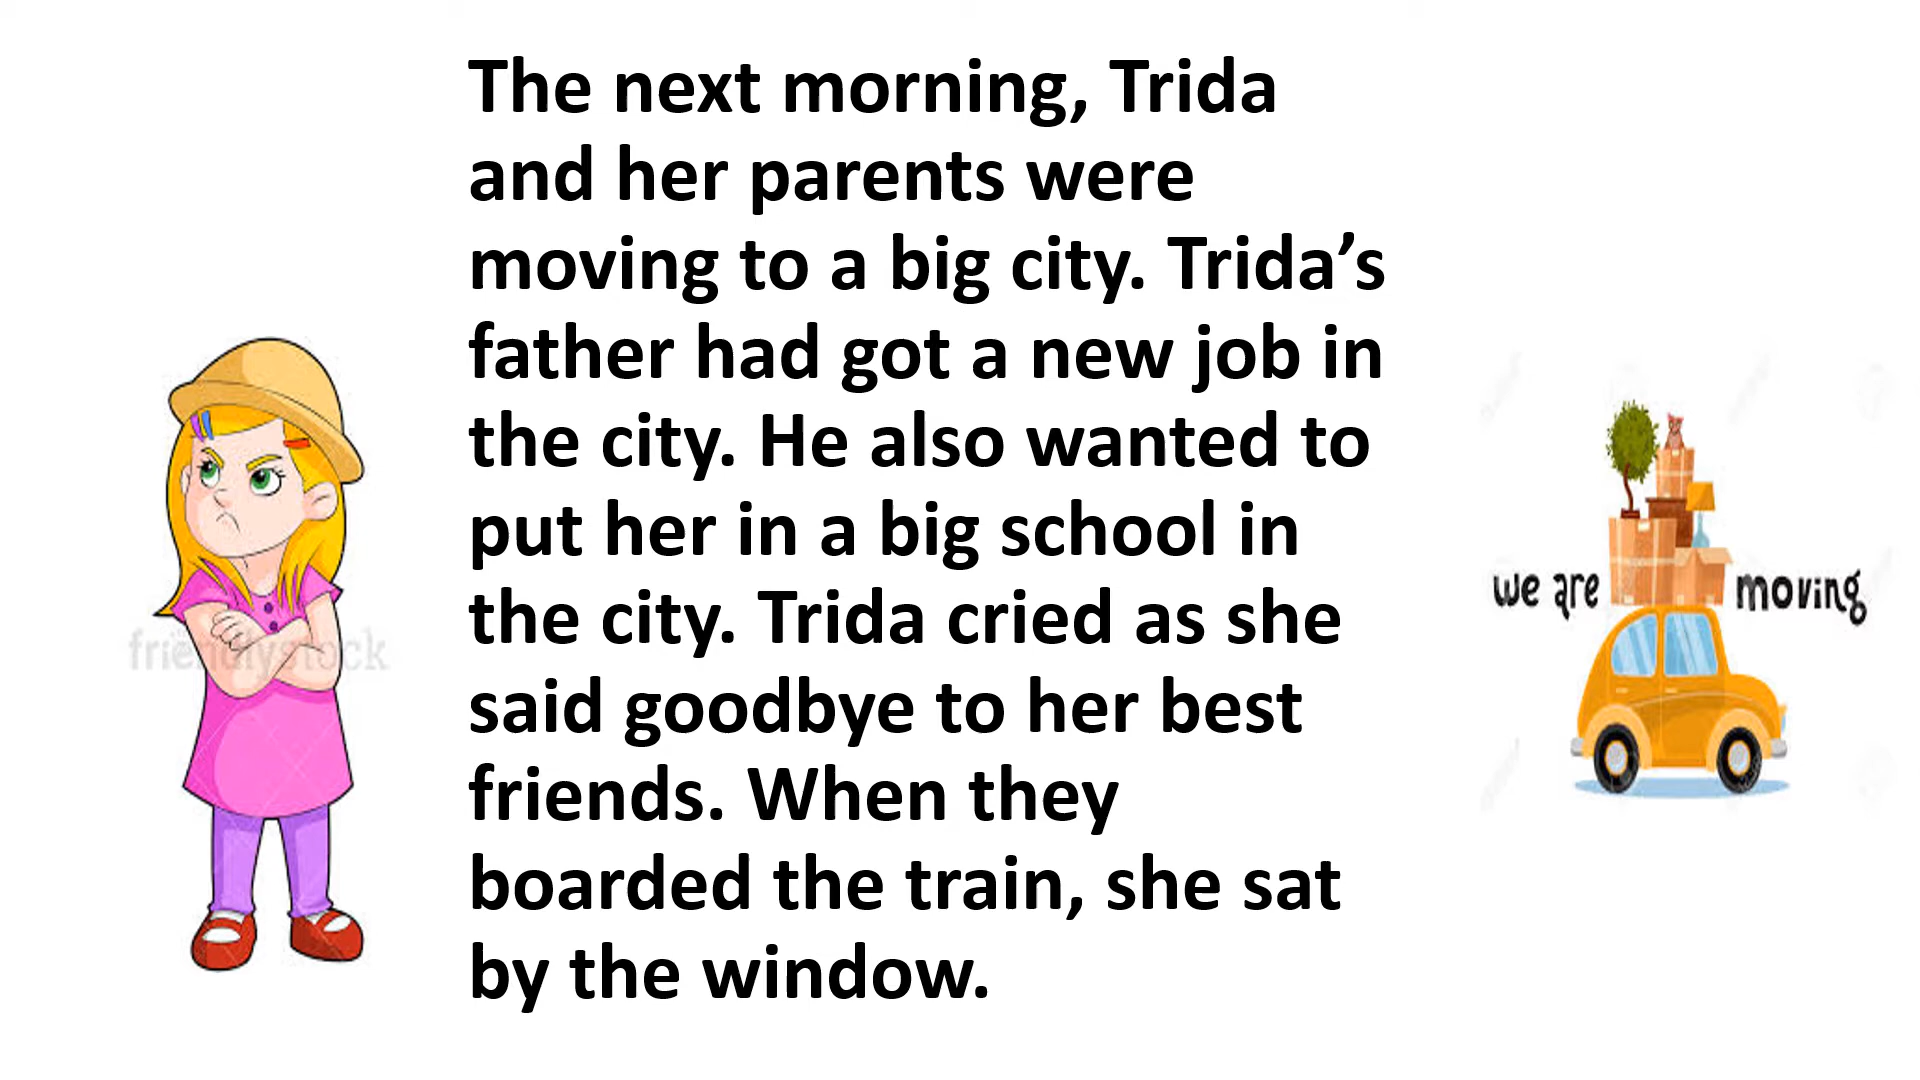 The next morning, Trida
and her parents were
moving to a big city. Trida’s
father had got a new job in
the city. He also wanted to
put her in a big school in
the city. Trida cried as she
said goodbye to her best
friends. When they
boarded the train, she sat
by the window.
friendlystock
we are moving